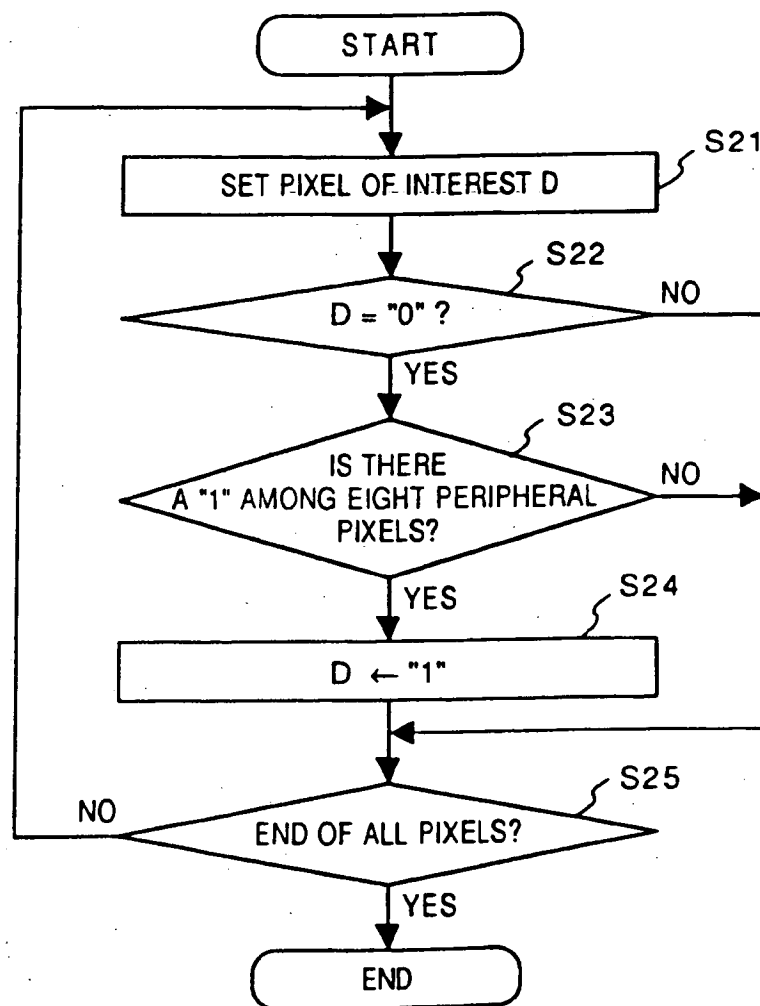 START
SET PIXEL OF INTEREST D
S21
D = "0" ?
S22
NO
YES
IS THERE
A "1" AMONG EIGHT PERIPHERAL
PIXELS?
S23
NO
YES
D ← "1"
S24
END OF ALL PIXELS?
S25
NO
YES
END